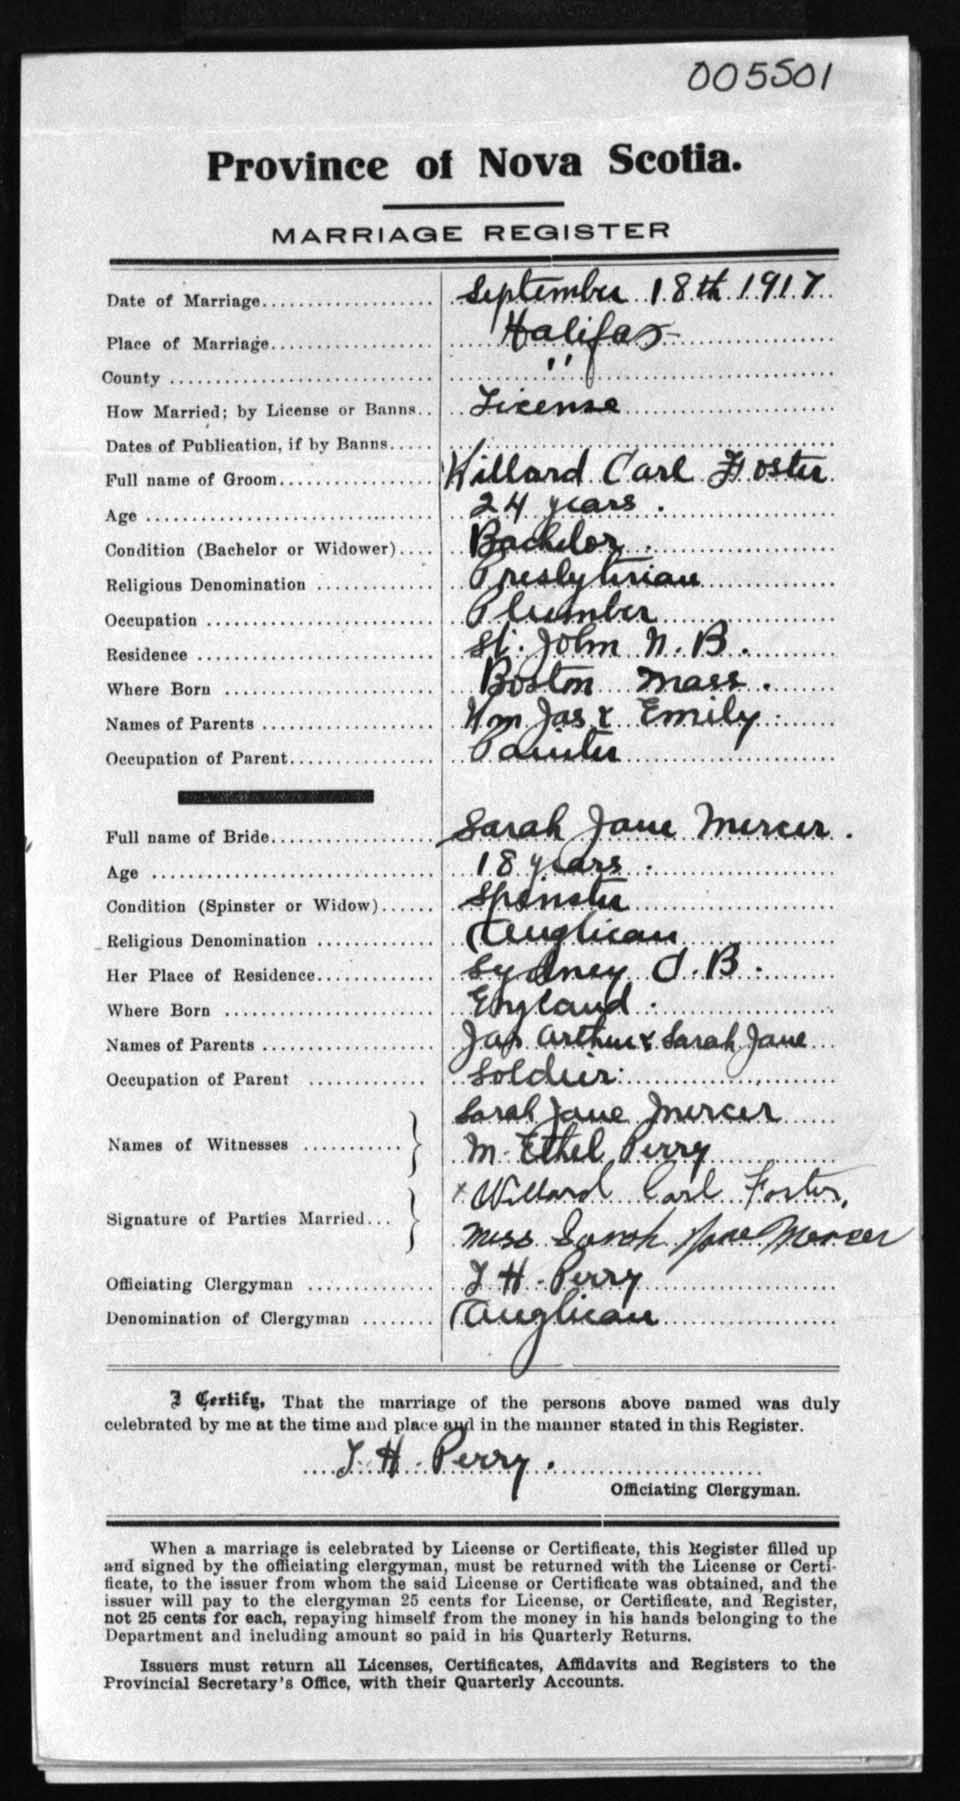 005501
Province of Nova Scotia.
MARRIAGE REGISTER
Date of Marriage.................... September 18th 1917
Place of Marriage................... Halifax
County .............................. "
How Married; by License or Banns.. License
Dates of Publication, if by Banns.....
Full name of Groom.................. Willard Carl Foster
Age ................................ 24 years.
Condition (Bachelor or Widower).... Bachelor.
Religious Denomination ............. Presbyterian
Occupation ......................... Plumber
Residence .......................... St. John N. B.
Where Born ......................... Boston Mass.
Names of Parents ................... Wm Jas & Emily.
Occupation of Parent................ Painter
Full name of Bride.................. Sarah Jane Mercer.
Age ................................ 18 years.
Condition (Spinster or Widow)...... Spinster
Religious Denomination ............. Anglican
Her Place of Residence............. Sydney C. B.
Where Born ......................... England.
Names of Parents ................... Jas Arthur & Sarah Jane
Occupation of Parent ............. Soldier.
Names of Witnesses ........... } Sarah Jane Mercer
M. Ethel Perry
Signature of Parties Married... } x Willard Carl Foster,
Miss Sarah Jane Mercer
Officiating Clergyman ............. T. H. Perry
Denomination of Clergyman ........ Anglican
I Certify, That the marriage of the persons above named was duly
celebrated by me at the time and place and in the manner stated in this Register.
T. H. Perry.
Officiating Clergyman.
When a marriage is celebrated by License or Certificate, this Register filled up
and signed by the officiating clergyman, must be returned with the License or Certi-
ficate, to the issuer from whom the said License or Certificate was obtained, and the
issuer will pay to the clergyman 25 cents for License, or Certificate, and Register,
not 25 cents for each, repaying himself from the money in his hands belonging to the
Department and including amount so paid in his Quarterly Returns.
Issuers must return all Licenses, Certificates, Affidavits and Registers to the
Provincial Secretary's Office, with their Quarterly Accounts.